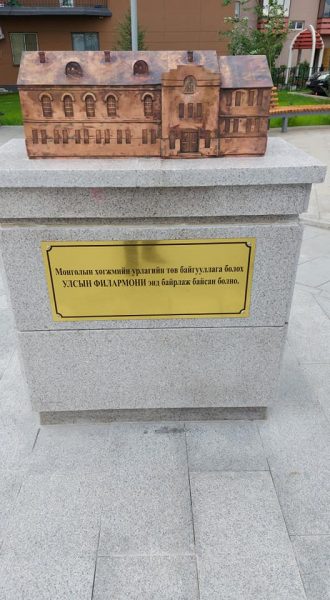 Монголын хөгжмийн урлагийн төв байгууллага болох
УЛСЫН ФИЛАРМОНИ энд байрлаж байсан болно.